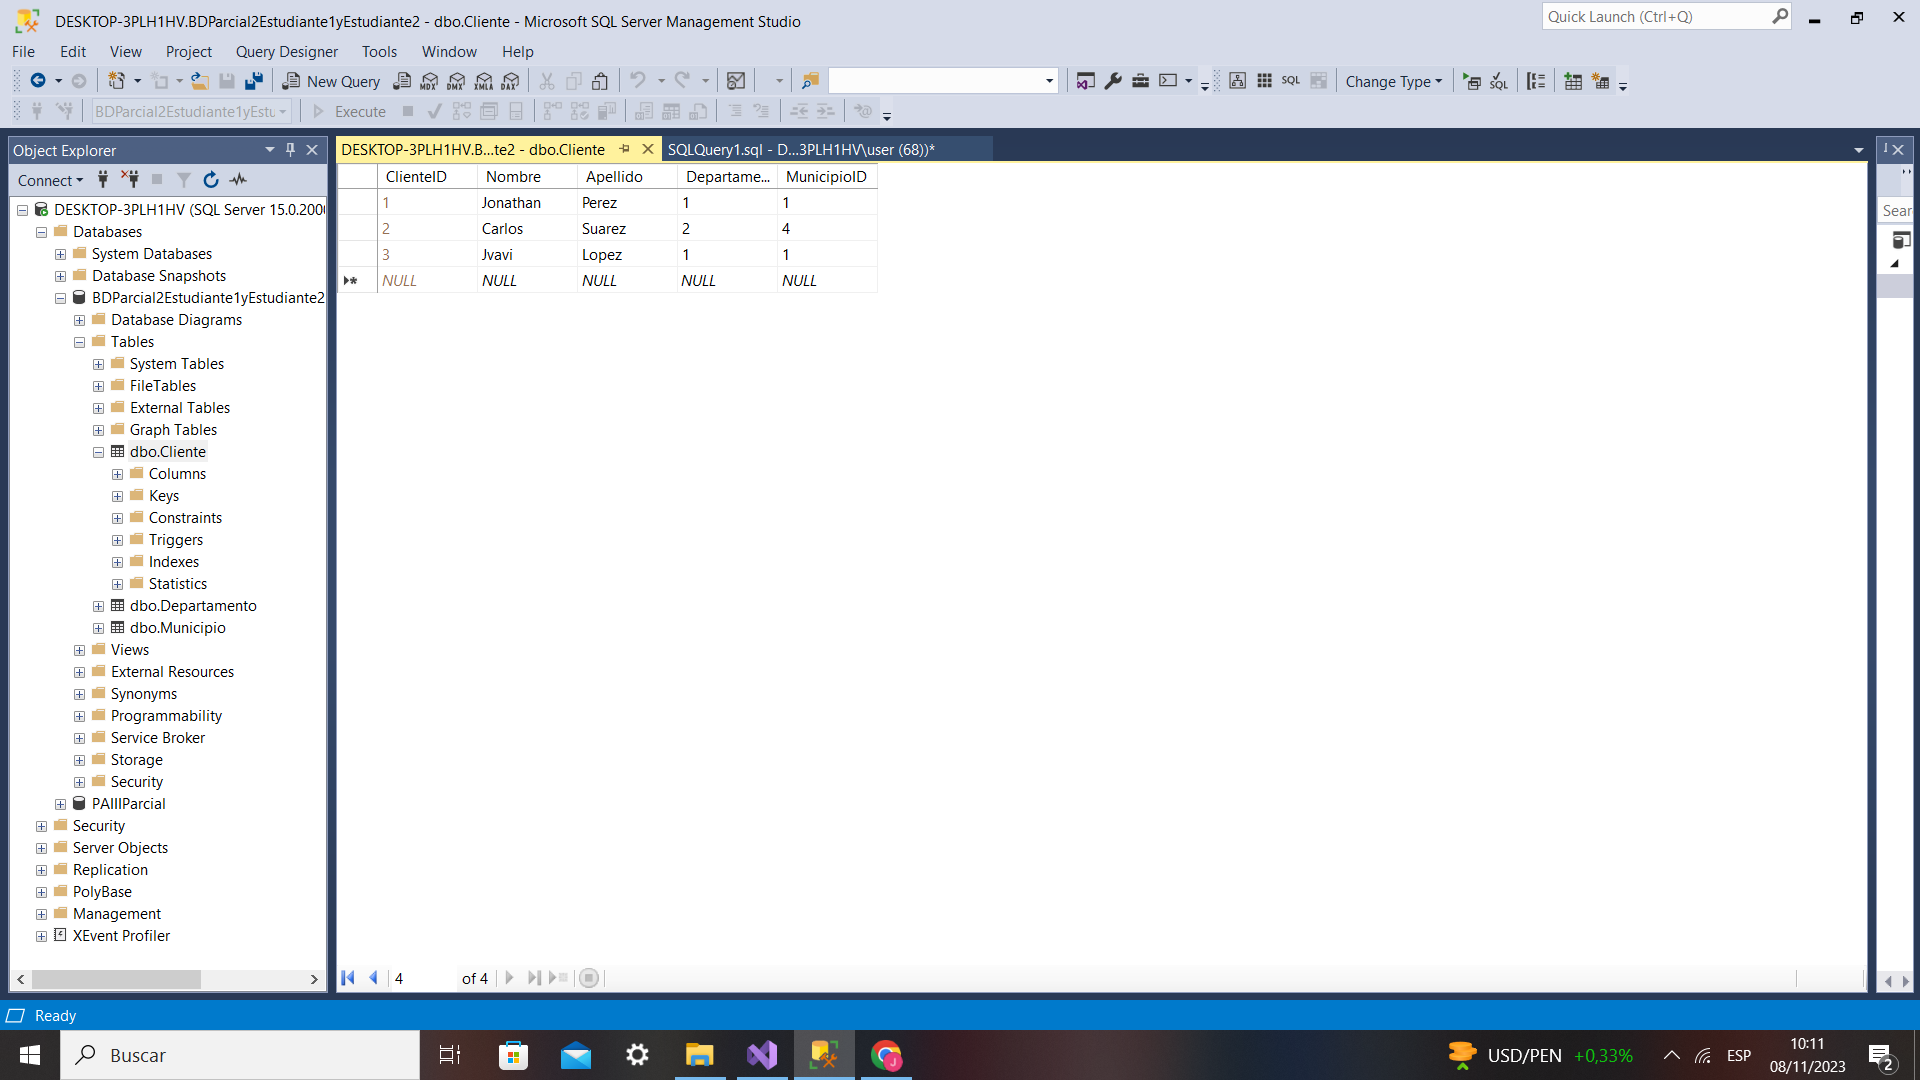 DESKTOP-3PLH1HV.BDParcial2Estudiante1yEstudiante2 - dbo.Cliente - Microsoft SQL Server Management Studio
Quick Launch (Ctrl+Q)
File Edit View Project Query Designer Tools Window Help
New Query MDX DMX XMLA DAX SQL Change Type SQL
BDParcial2Estudiante1yEstu Execute
Object Explorer
DESKTOP-3PLH1HV.B...te2 - dbo.Cliente
SQLQuery1.sql - D...3PLH1HV\user (68))*
Connect
DESKTOP-3PLH1HV (SQL Server 15.0.200
Databases
System Databases
Database Snapshots
BDParcial2Estudiante1yEstudiante2
Database Diagrams
Tables
System Tables
FileTables
External Tables
Graph Tables
dbo.Cliente
Columns
Keys
Constraints
Triggers
Indexes
Statistics
dbo.Departamento
dbo.Municipio
Views
External Resources
Synonyms
Programmability
Service Broker
Storage
Security
PAIIIParcial
Security
Server Objects
Replication
PolyBase
Management
XEvent Profiler
ClienteID Nombre Apellido Departame... MunicipioID
1 Jonathan Perez 1 1
2 Carlos Suarez 2 4
3 Jvavi Lopez 1 1
NULL NULL NULL NULL NULL
Sear
4 of 4
Ready
Buscar
J
USD/PEN +0,33%
ESP
10:11
08/11/2023
2